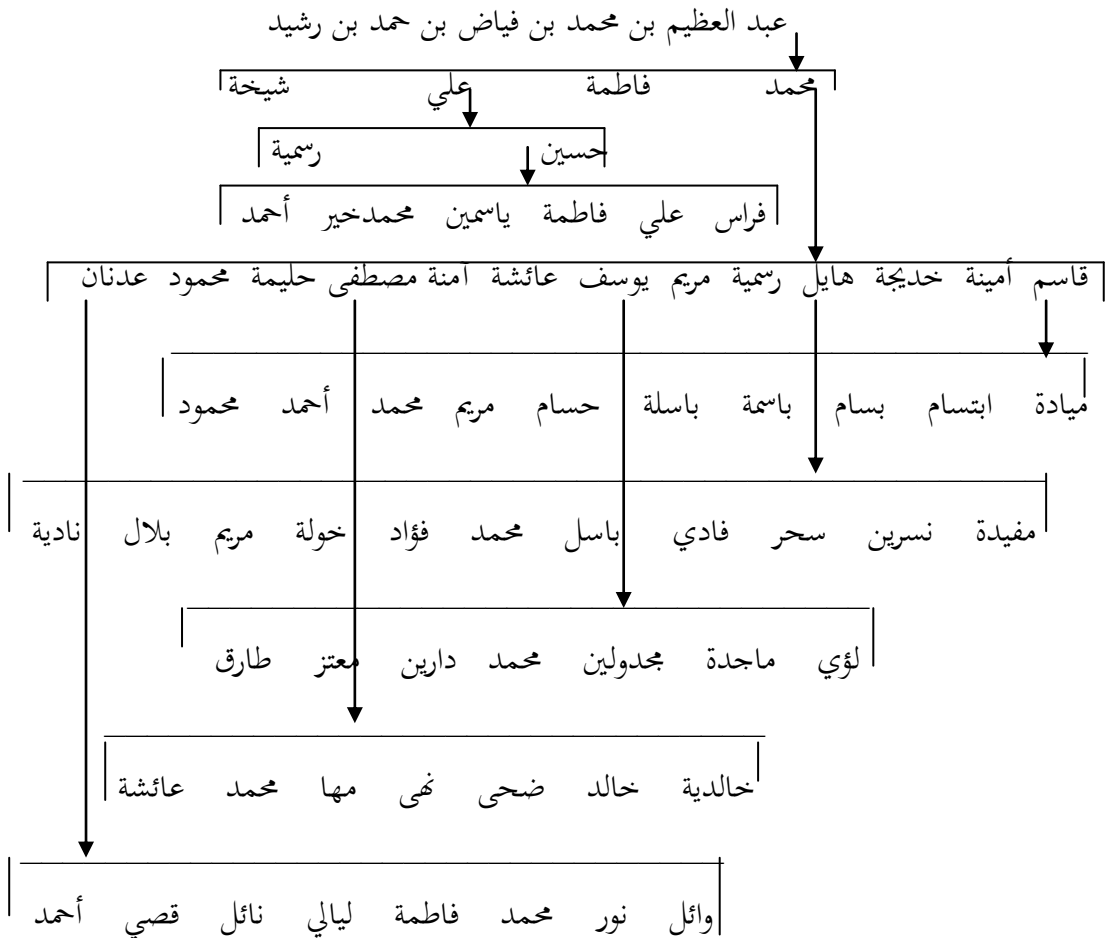 عبد العظيم بن محمد بن فياض بن حمد بن رشيد
محمد فاطمة علي شيخة
حسين رسمية
فراس علي فاطمة ياسمين محمدخير أحمد
قاسم أمينة خديجة هايل رسمية مريم يوسف عائشة آمنة مصطفى حليمة محمود عدنان
ميادة ابتسام بسام باسمة باسلة حسام مريم محمد أحمد محمود
مفيدة نسرين سحر فادي باسل محمد فؤاد خولة مريم بلال نادية
لؤي ماجدة مجدولين محمد دارين معتز طارق
خالدية خالد ضحى نهى مها محمد عائشة
وائل نور محمد فاطمة ليالي نائل قصي أحمد